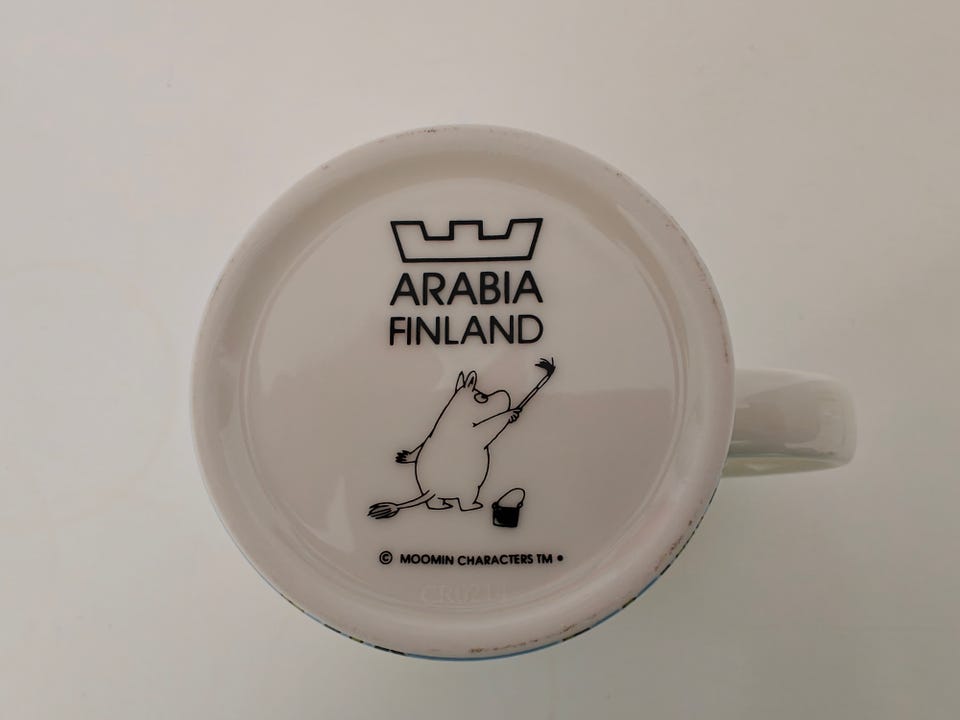 ARABIA
FINLAND
© MOOMIN CHARACTERS TM •